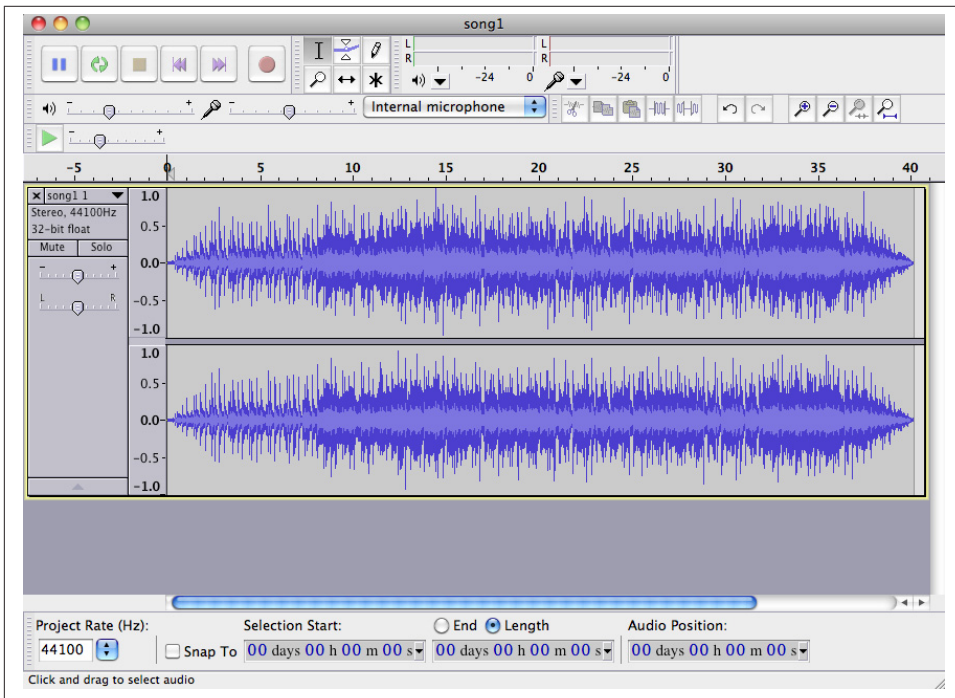 song1
L
R
-24 0
L
R
-24 0
Internal microphone
-5 0 5 10 15 20 25 30 35 40
song1 1
Stereo, 44100Hz
32-bit float
Mute Solo
- +
L R
1.0
0.5-
0.0-
-0.5-
-1.0
1.0
0.5-
0.0-
-0.5-
-1.0
Project Rate (Hz): Selection Start: End Length Audio Position:
44100 Snap To 00 days 00 h 00 m 00 s 00 days 00 h 00 m 00 s 00 days 00 h 00 m 00 s
Click and drag to select audio